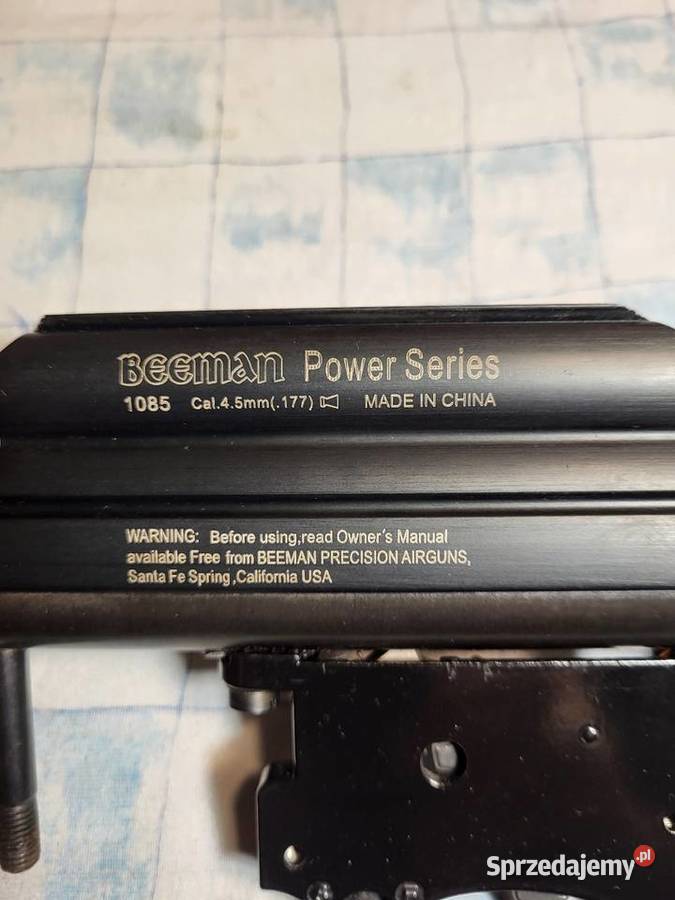 BEEMAN Power Series
1085 Cal.4.5mm(.177) MADE IN CHINA
WARNING: Before using,read Owner's Manual
available Free from BEEMAN PRECISION AIRGUNS,
Santa Fe Spring,California USA
Sprzedajemy.pl